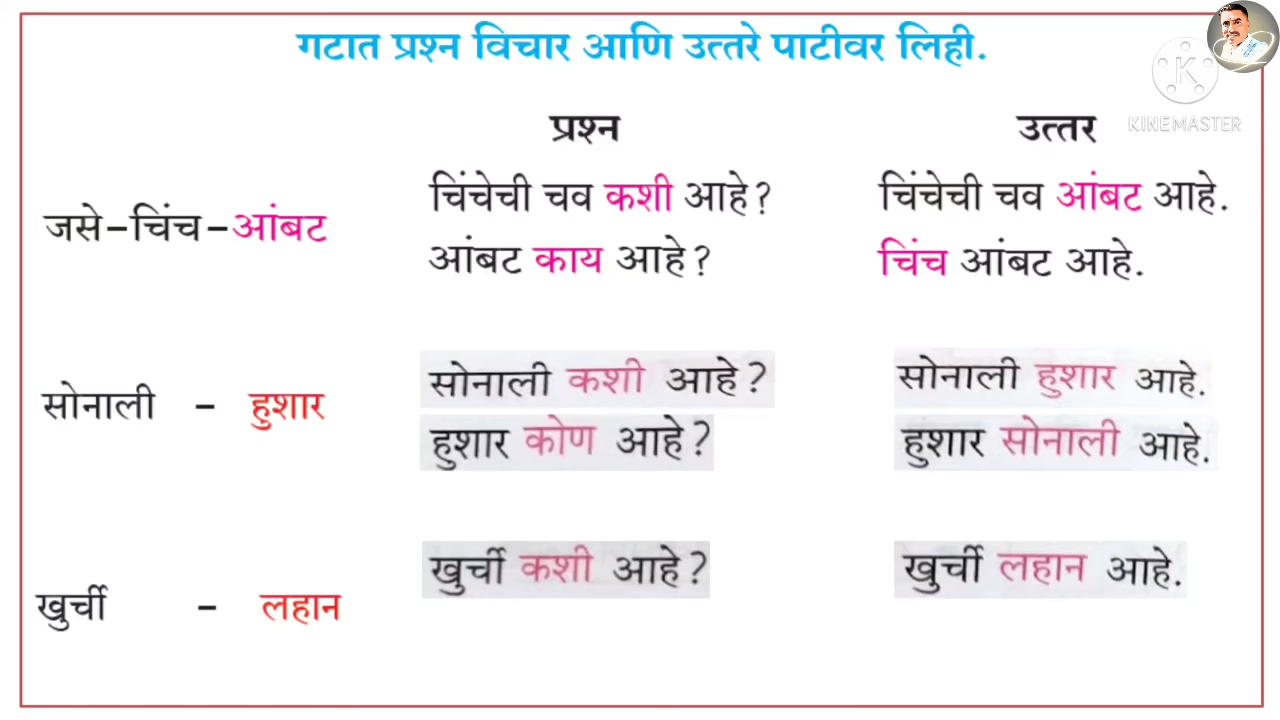 गटात प्रश्न विचार आणि उत्तरे पाटीवर लिही.
KINEMASTER
प्रश्न उत्तर
जसे-चिंच-आंबट
चिंचेची चव कशी आहे? चिंचेची चव आंबट आहे.
आंबट काय आहे? चिंच आंबट आहे.
सोनाली - हुशार
सोनाली कशी आहे? सोनाली हुशार आहे.
हुशार कोण आहे? हुशार सोनाली आहे.
खुर्ची - लहान
खुर्ची कशी आहे? खुर्ची लहान आहे.